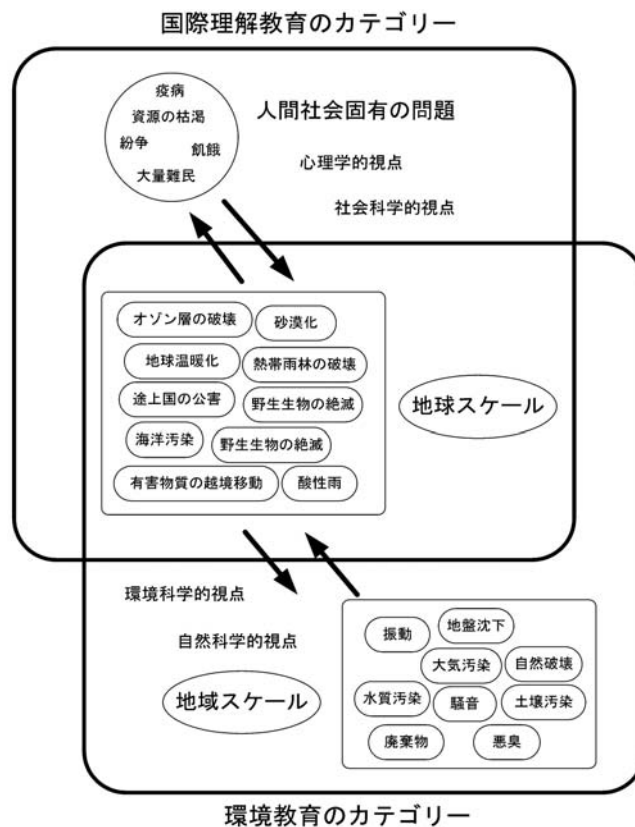 国際理解教育のカテゴリー
疫病
資源の枯渇
紛争
飢餓
大量難民
人間社会固有の問題
心理学的視点
社会科学的視点
オゾン層の破壊
砂漠化
地球温暖化
熱帯雨林の破壊
途上国の公害
野生生物の絶滅
海洋汚染
野生生物の絶滅
有害物質の越境移動
酸性雨
地球スケール
環境科学的視点
自然科学的視点
地域スケール
振動
地盤沈下
大気汚染
自然破壊
水質汚染
騒音
土壌汚染
廃棄物
悪臭
環境教育のカテゴリー